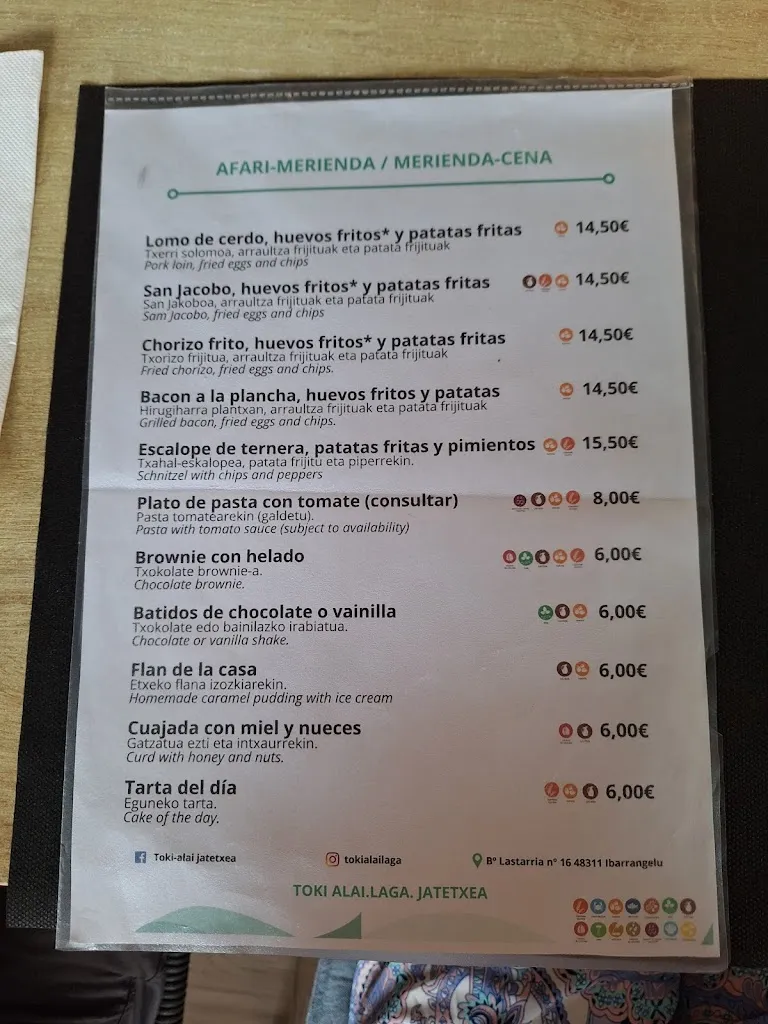 AFARI-MERIENDA / MERIENDA-CENA
Lomo de cerdo, huevos fritos* y patatas fritas 14,50€
Txerri solomoa, arraultza frijituak eta patata frijituak
Pork loin, fried eggs and chips
San Jacobo, huevos fritos* y patatas fritas 14,50€
San Jakoboa, arraultza frijituak eta patata frijituak
Sam Jacobo, fried eggs and chips
Chorizo frito, huevos fritos* y patatas fritas 14,50€
Txorizo frijitua, arraultza frijituak eta patata frijituak
Fried chorizo, fried eggs and chips.
Bacon a la plancha, huevos fritos y patatas 14,50€
Hirugiharra plantxan, arraultza frijituak eta patata frijituak
Grilled bacon, fried eggs and chips.
Escalope de ternera, patatas fritas y pimientos 15,50€
Txahal-eskalopea, patata frijitu eta piperrekin.
Schnitzel with chips and peppers
Plato de pasta con tomate (consultar) 8,00€
Pasta tomatearekin (galdetu).
Pasta with tomato sauce (subject to availability)
Brownie con helado 6,00€
Txokolate brownie-a.
Chocolate brownie.
Batidos de chocolate o vainilla 6,00€
Txokolate edo bainilazko irabiatua.
Chocolate or vanilla shake.
Flan de la casa 6,00€
Etxeko flana izozkiarekin.
Homemade caramel pudding with ice cream
Cuajada con miel y nueces 6,00€
Gatzatua ezti eta intxaurrekin.
Curd with honey and nuts.
Tarta del día 6,00€
Eguneko tarta.
Cake of the day.
Toki-alai jatetxea tokialailaga Bº Lastarria nº 16 48311 Ibarrangelu
TOKI ALAI.LAGA. JATETXEA